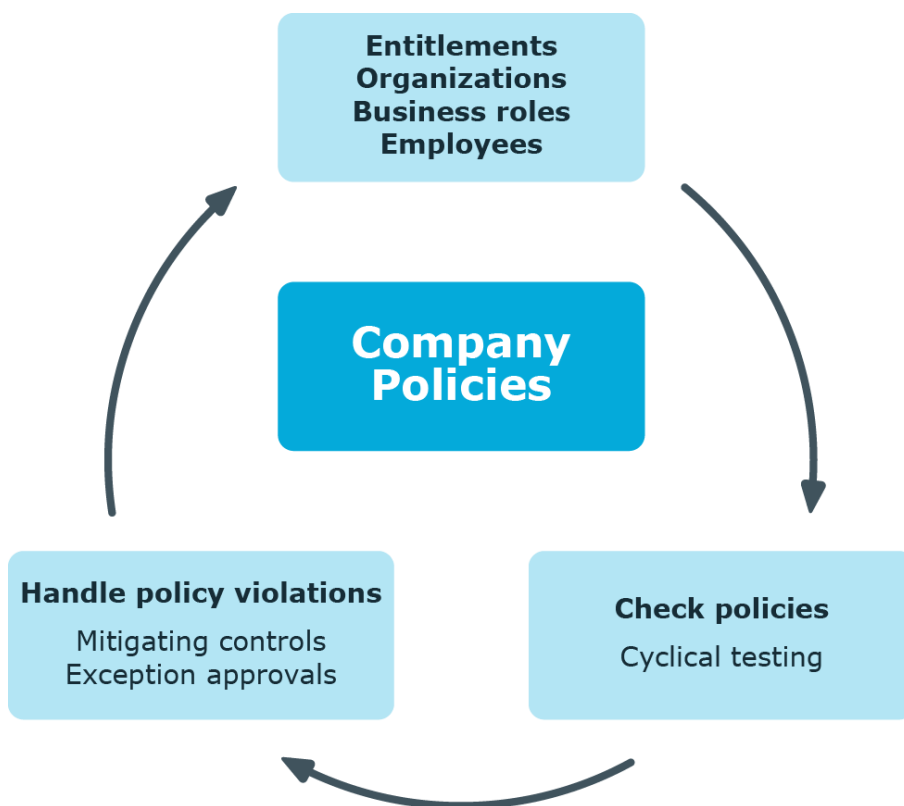 Entitlements
Organizations
Business roles
Employees
Company
Policies
Handle policy violations
Mitigating controls
Exception approvals
Check policies
Cyclical testing